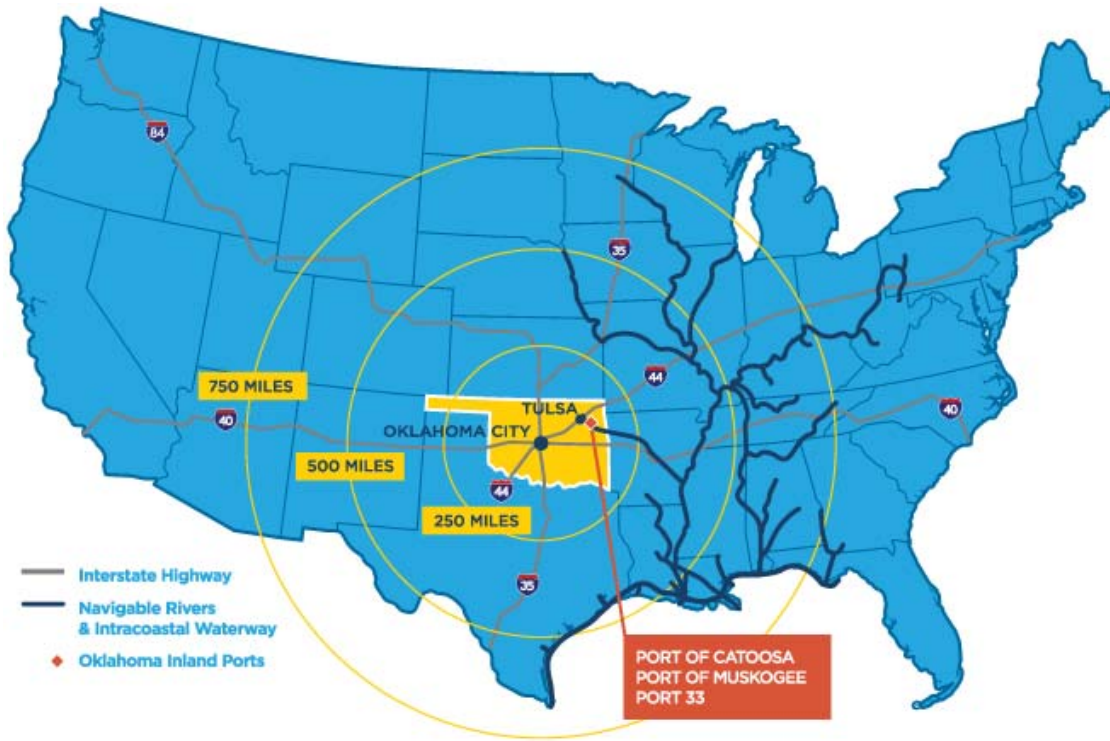 84
35
750 MILES
44
TULSA
40
40
OKLAHOMA CITY
500 MILES
44
250 MILES
35
Interstate Highway
Navigable Rivers
& Intracoastal Waterway
Oklahoma Inland Ports
PORT OF CATOOSA
PORT OF MUSKOGEE
PORT 33